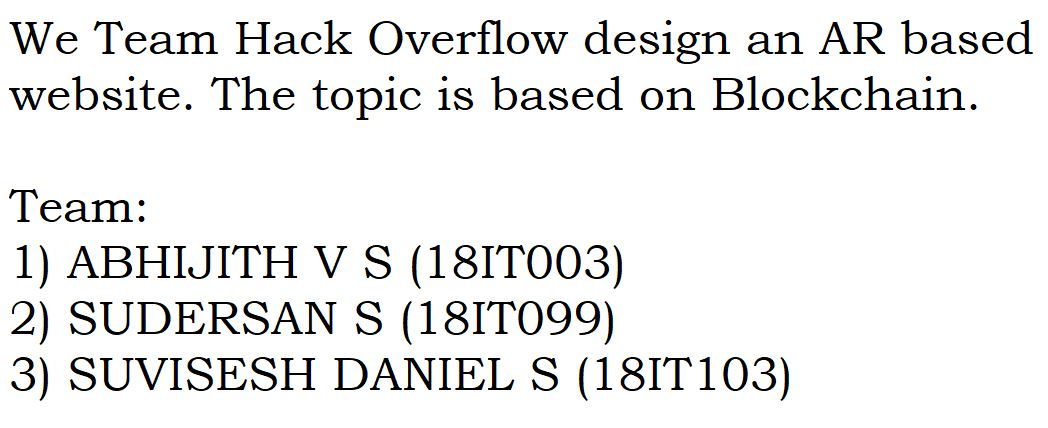 We Team Hack Overflow design an AR based
website. The topic is based on Blockchain.
Team:
1) ABHIJITH V S (18IT003)
2) SUDERSAN S (18IT099)
3) SUVISESH DANIEL S (18IT103)